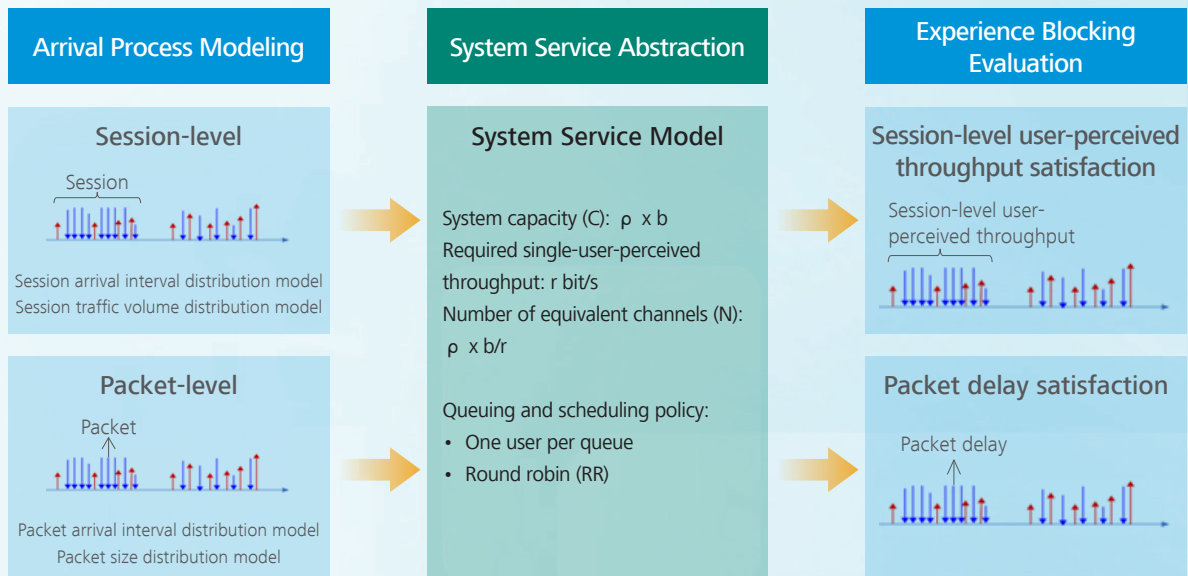 Arrival Process Modeling
Session-level
Session
Session arrival interval distribution model
Session traffic volume distribution model
Packet-level
Packet
Packet arrival interval distribution model
Packet size distribution model
System Service Abstraction
System Service Model
System capacity (C): ρ x b
Required single-user-perceived
throughput: r bit/s
Number of equivalent channels (N):
ρ x b/r
Queuing and scheduling policy:
• One user per queue
• Round robin (RR)
Experience Blocking
Evaluation
Session-level user-perceived
throughput satisfaction
Session-level user-
perceived throughput
Packet delay satisfaction
Packet delay